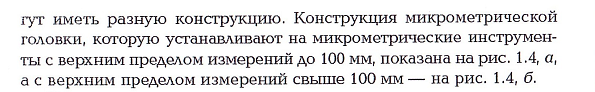 гут иметь разную конструкцию. Конструкция микрометрической
головки, которую устанавливают на микрометрические инструмен-
ты с верхним пределом измерений до 100 мм, показана на рис. 1.4, а,
а с верхним пределом измерений свыше 100 мм — на рис. 1.4, б.